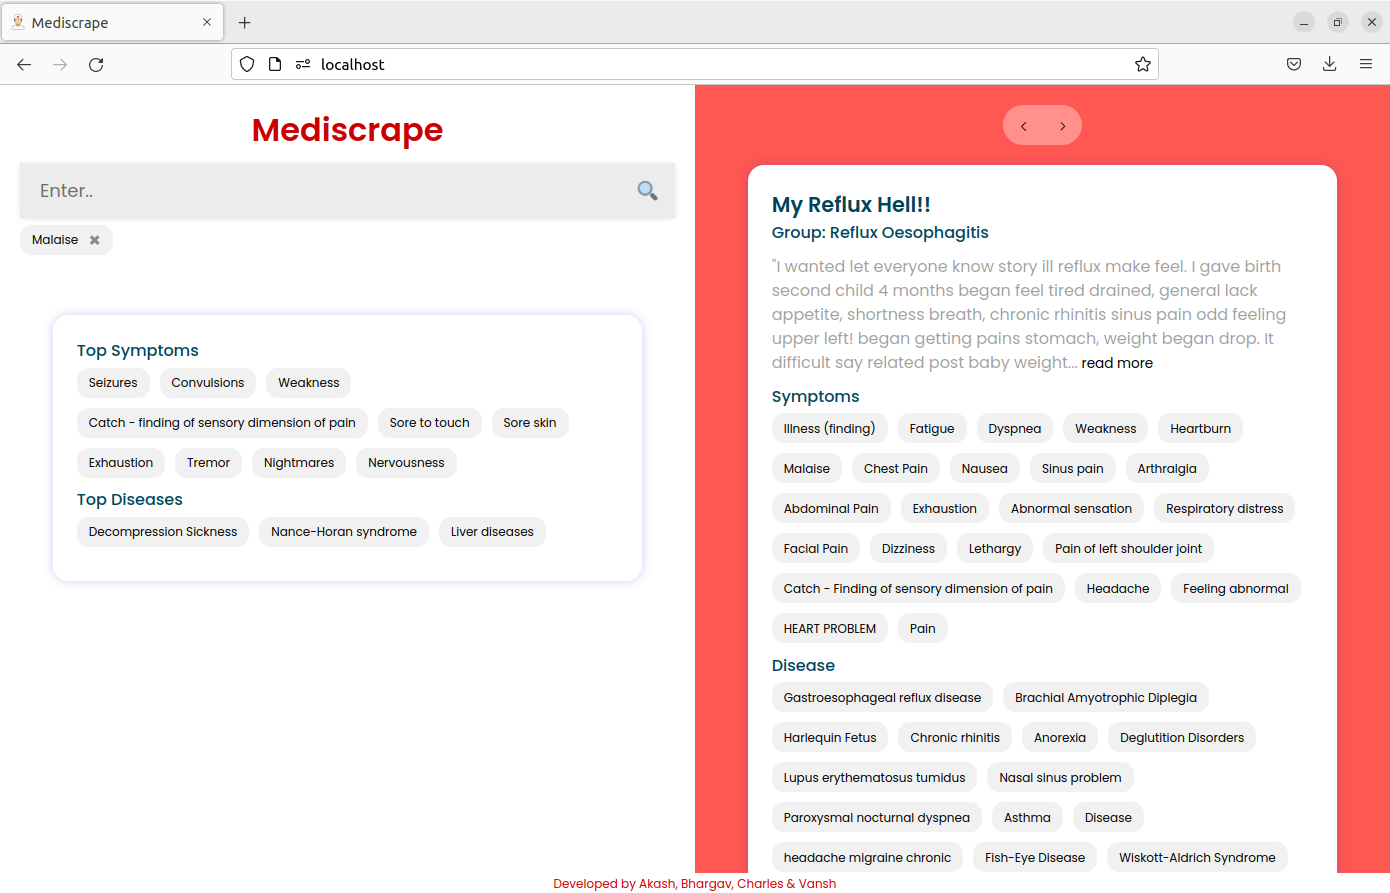 Mediscrape
localhost
Mediscrape
Enter..
Malaise ✖
Top Symptoms
Seizures Convulsions Weakness
Catch - finding of sensory dimension of pain Sore to touch Sore skin
Exhaustion Tremor Nightmares Nervousness
Top Diseases
Decompression Sickness Nance-Horan syndrome Liver diseases
My Reflux Hell!!
Group: Reflux Oesophagitis
"I wanted let everyone know story ill reflux make feel. I gave birth
second child 4 months began feel tired drained, general lack
appetite, shortness breath, chronic rhinitis sinus pain odd feeling
upper left! began getting pains stomach, weight began drop. It
difficult say related post baby weight... read more
Symptoms
Illness (finding) Fatigue Dyspnea Weakness Heartburn
Malaise Chest Pain Nausea Sinus pain Arthralgia
Abdominal Pain Exhaustion Abnormal sensation Respiratory distress
Facial Pain Dizziness Lethargy Pain of left shoulder joint
Catch - Finding of sensory dimension of pain Headache Feeling abnormal
HEART PROBLEM Pain
Disease
Gastroesophageal reflux disease Brachial Amyotrophic Diplegia
Harlequin Fetus Chronic rhinitis Anorexia Deglutition Disorders
Lupus erythematosus tumidus Nasal sinus problem
Paroxysmal nocturnal dyspnea Asthma Disease
headache migraine chronic Fish-Eye Disease Wiskott-Aldrich Syndrome
Developed by Akash, Bhargav, Charles & Vansh